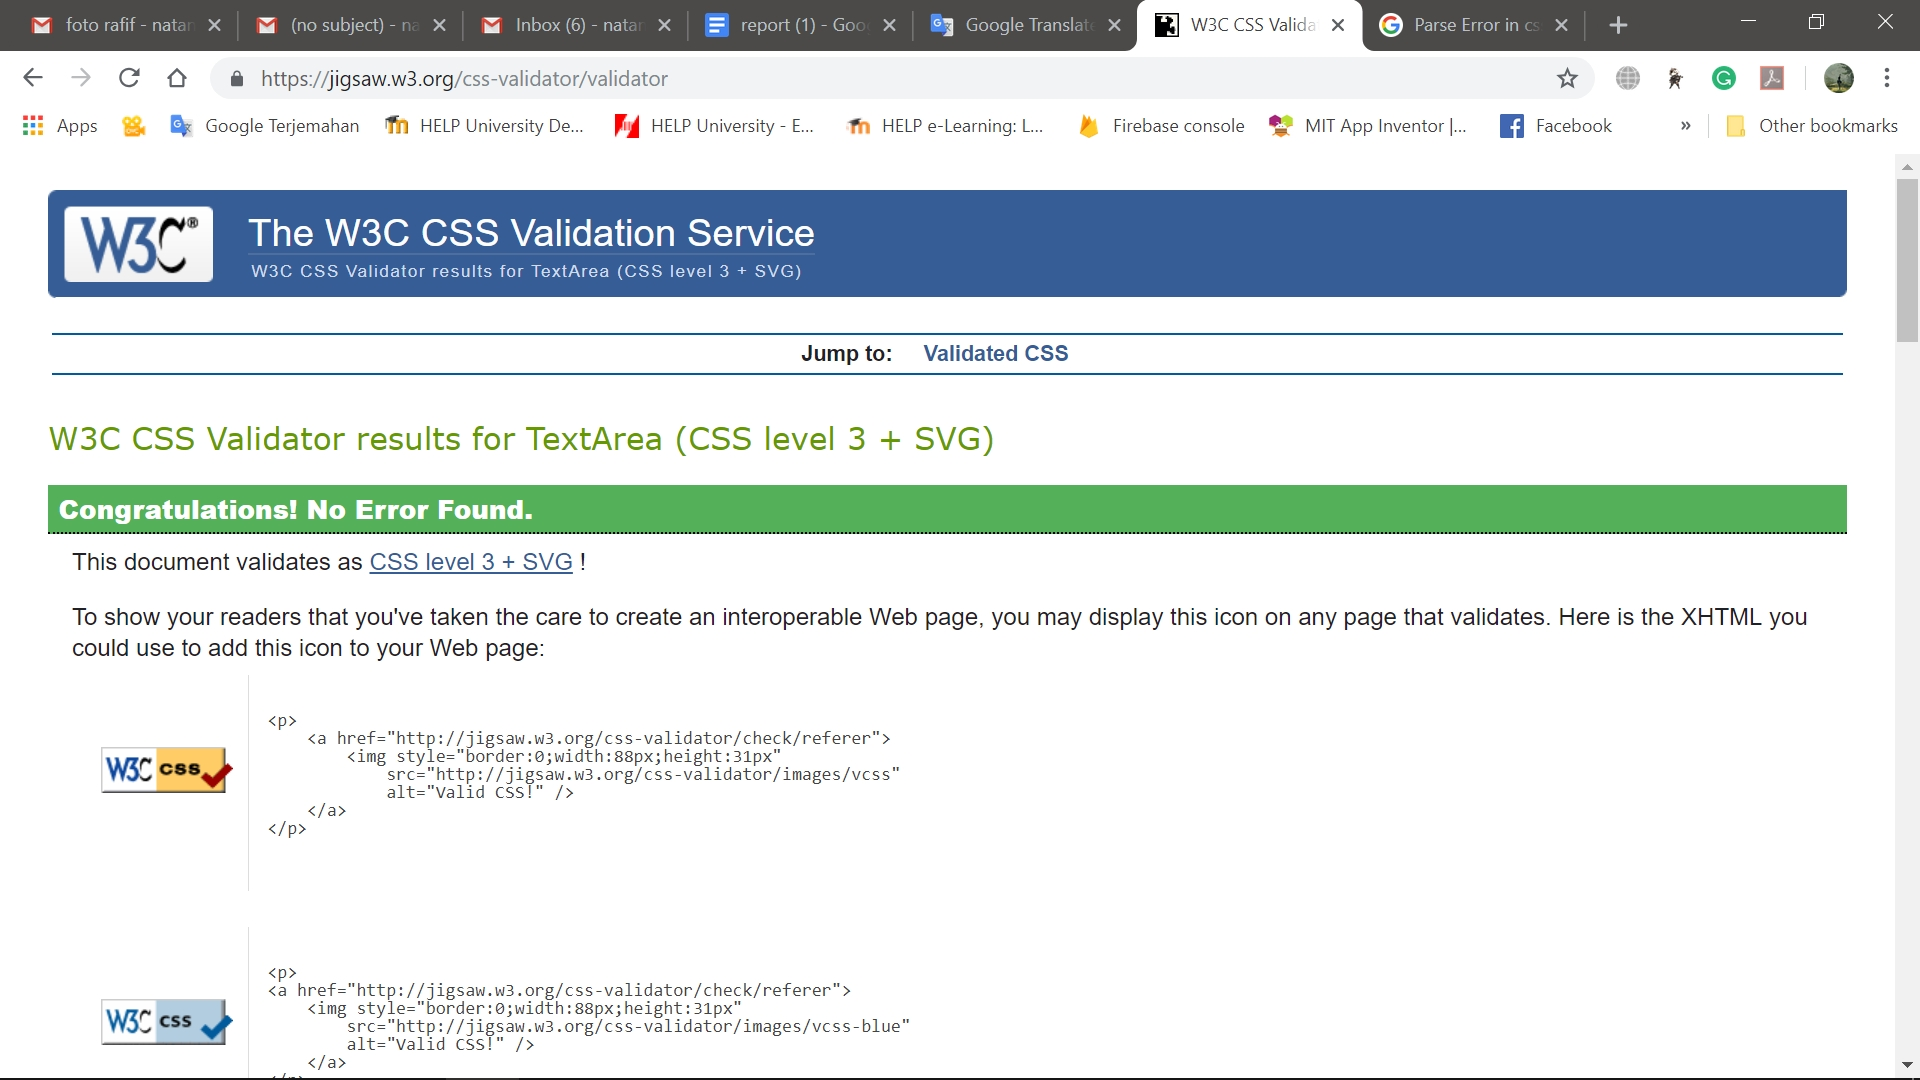 foto rafif - natan
(no subject) - na
Inbox (6) - natan
report (1) - Goo
Google Translate
W3C CSS Valida
Parse Error in cs
https://jigsaw.w3.org/css-validator/validator
Apps
Google Terjemahan
HELP University De...
HELP University - E...
HELP e-Learning: L...
Firebase console
MIT App Inventor |...
Facebook
»
Other bookmarks
W3C®
The W3C CSS Validation Service
W3C CSS Validator results for TextArea (CSS level 3 + SVG)
Jump to: Validated CSS
W3C CSS Validator results for TextArea (CSS level 3 + SVG)
Congratulations! No Error Found.
This document validates as CSS level 3 + SVG !
To show your readers that you've taken the care to create an interoperable Web page, you may display this icon on any page that validates. Here is the XHTML you
could use to add this icon to your Web page:
W3C css
<p>
<a href="http://jigsaw.w3.org/css-validator/check/referer">
<img style="border:0;width:88px;height:31px"
src="http://jigsaw.w3.org/css-validator/images/vcss"
alt="Valid CSS!" />
</a>
</p>
W3C css
<p>
<a href="http://jigsaw.w3.org/css-validator/check/referer">
<img style="border:0;width:88px;height:31px"
src="http://jigsaw.w3.org/css-validator/images/vcss-blue"
alt="Valid CSS!" />
</a>